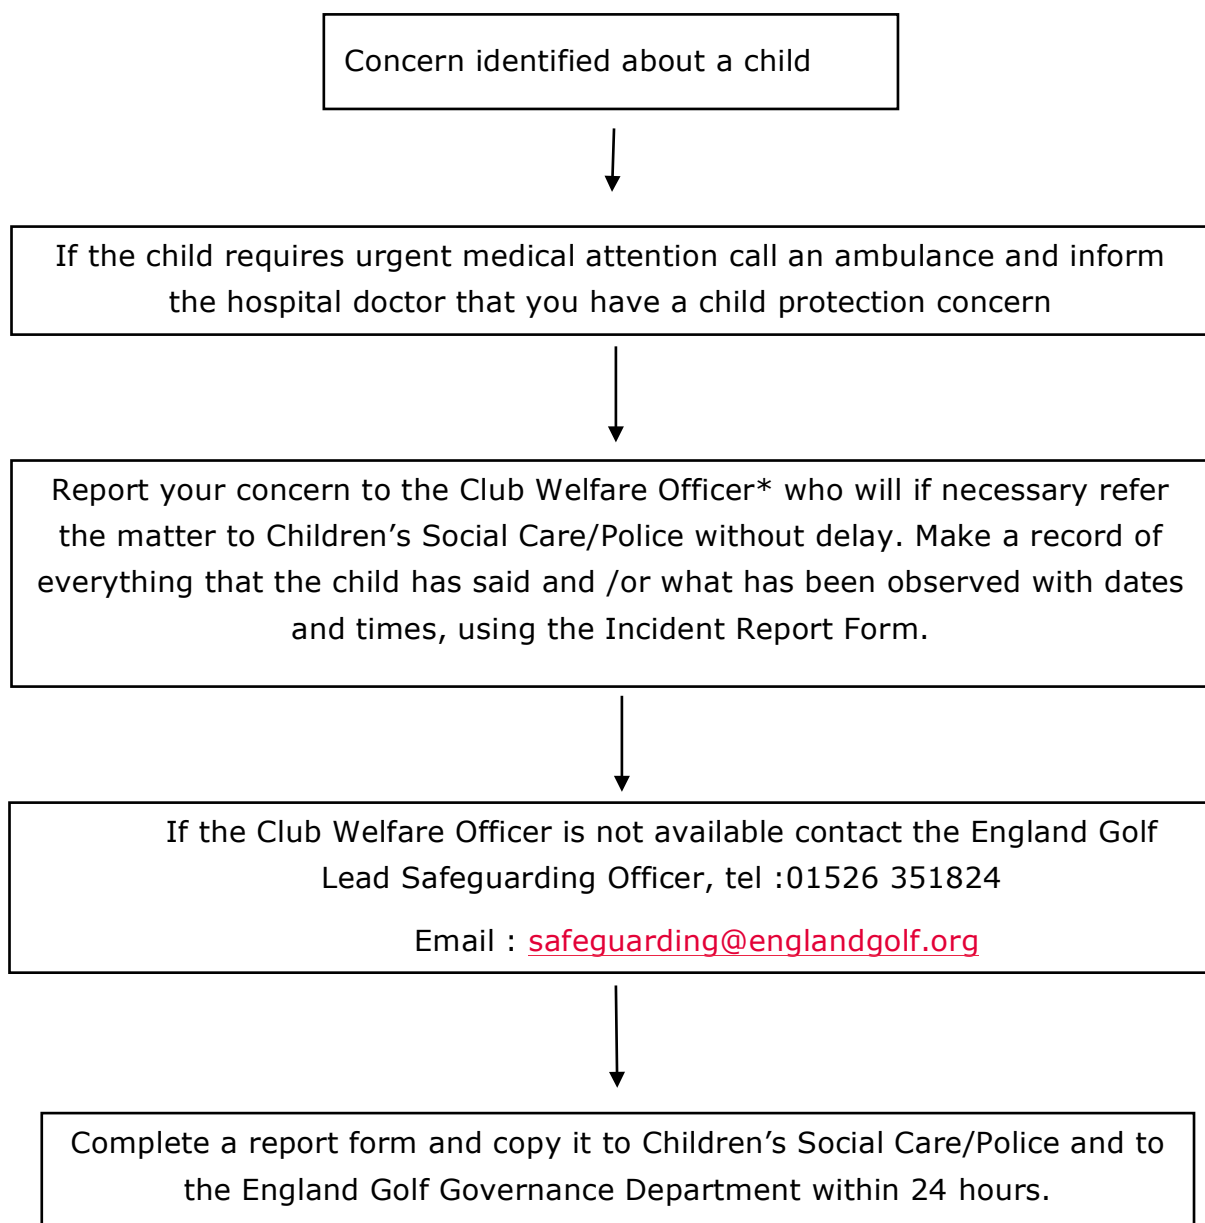 Concern identified about a child
If the child requires urgent medical attention call an ambulance and inform
the hospital doctor that you have a child protection concern
Report your concern to the Club Welfare Officer* who will if necessary refer
the matter to Children’s Social Care/Police without delay. Make a record of
everything that the child has said and /or what has been observed with dates
and times, using the Incident Report Form.
If the Club Welfare Officer is not available contact the England Golf
Lead Safeguarding Officer, tel :01526 351824
Email : safeguarding@englandgolf.org
Complete a report form and copy it to Children’s Social Care/Police and to
the England Golf Governance Department within 24 hours.